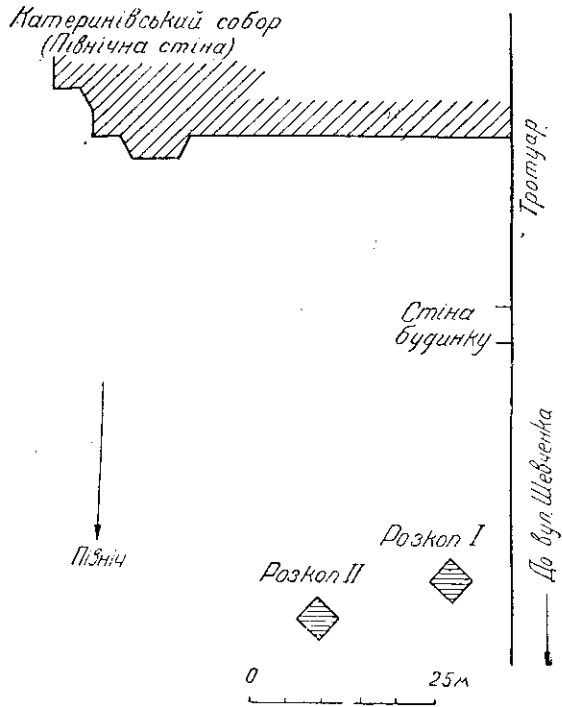 Катеринівський собор
(Північна стіна)
Тротуар
Стіна
будинку
До вул. Шевченка
Північ
Розкоп I
Розкоп II
0 25м